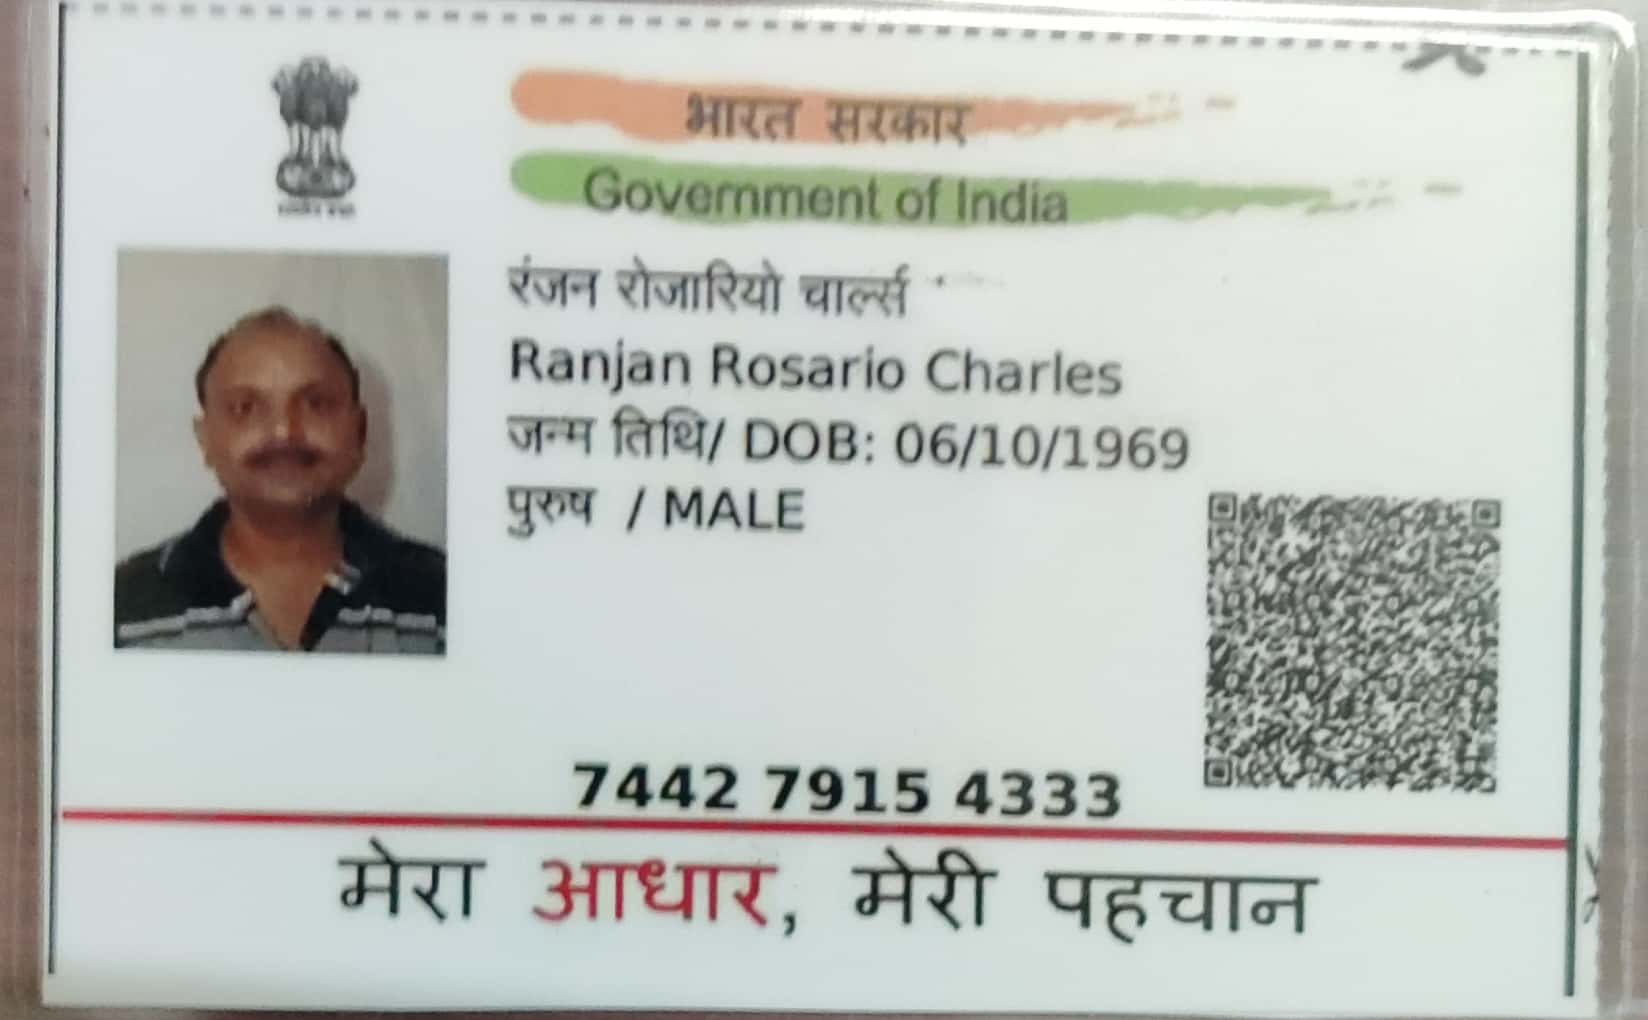 भारत सरकार
Government of India
रंजन रोजारियो चार्ल्स
Ranjan Rosario Charles
जन्म तिथि/ DOB: 06/10/1969
पुरुष / MALE
7442 7915 4333
मेरा आधार, मेरी पहचान